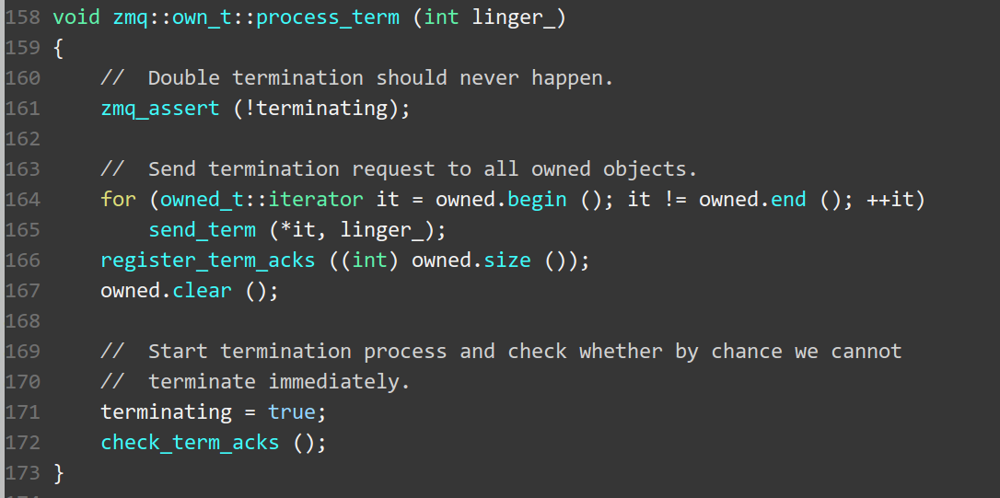 158 void zmq::own_t::process_term (int linger_)
159 {
160     //  Double termination should never happen.
161     zmq_assert (!terminating);
162
163     //  Send termination request to all owned objects.
164     for (owned_t::iterator it = owned.begin (); it != owned.end (); ++it)
165         send_term (*it, linger_);
166     register_term_acks ((int) owned.size ());
167     owned.clear ();
168
169     //  Start termination process and check whether by chance we cannot
170     //  terminate immediately.
171     terminating = true;
172     check_term_acks ();
173 }